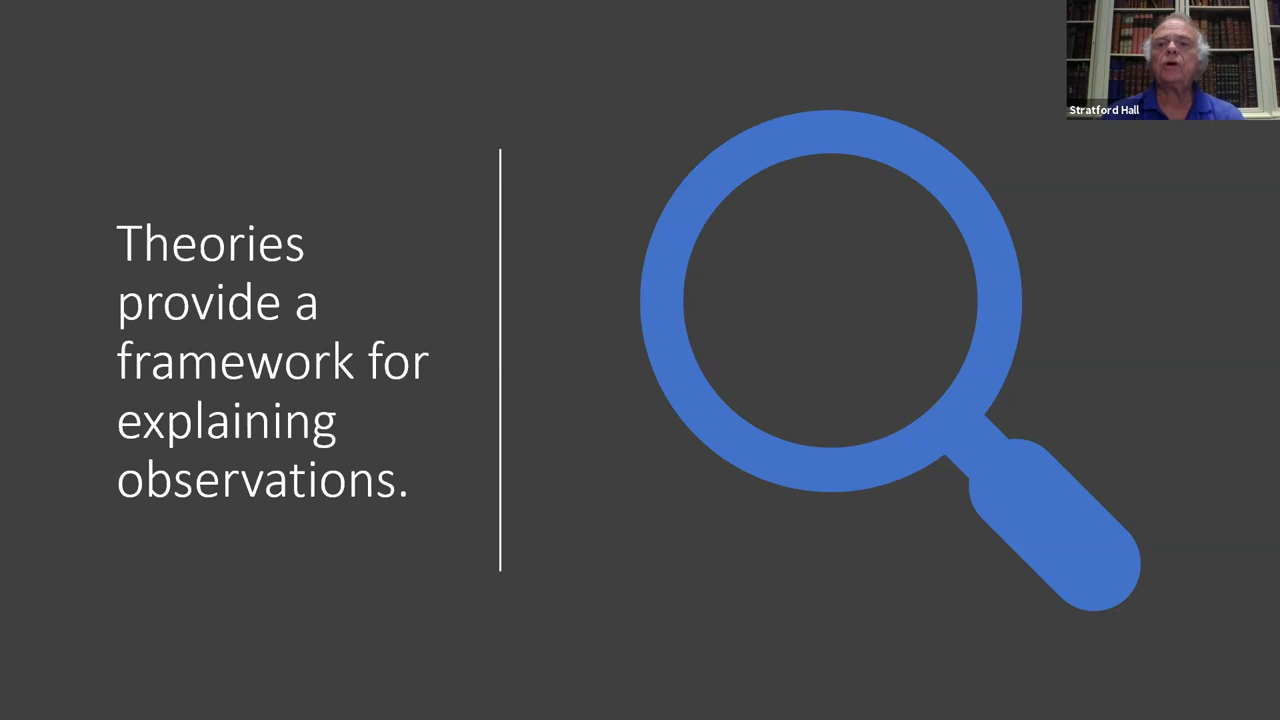 Stratford Hall
Theories
provide a
framework for
explaining
observations.